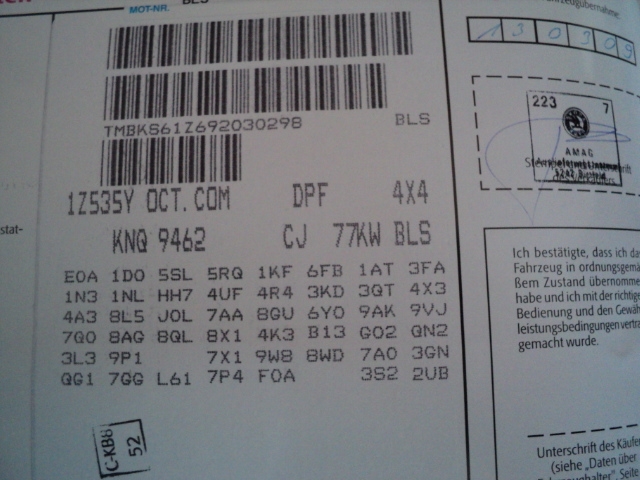 MOT-NR. BLS
TMBKS61Z692030298 BLS
1Z535Y OCT.COM DPF 4X4
KNQ 9462 CJ 77KW BLS
E0A 1D0 5SL 5RQ 1KF 6FB 1AT 3FA
1N3 1NL HH7 4UF 4R4 3KD 3QT 4X3
4A3 8L5 J0L 7AA 8GU 6Y0 9AK 9VJ
7Q0 8AG 8QL 8X1 4K3 B13 G02 QN2
3L3 9P1 7X1 9W8 8WD 7A0 3GN
QG1 7GG L61 7P4 F0A 3S2 2UB
C-KB8
52
130309
223 7
AMAG
Ich bestätigte, dass ich da
Fahrzeug in ordnungsgemä
ßem Zustand übernomme
habe und ich mit der richtige
Bedienung und den Gewäh
leistungsbedingungen vertra
gemacht wurde.
Unterschrift des Käufe
(siehe „Daten über